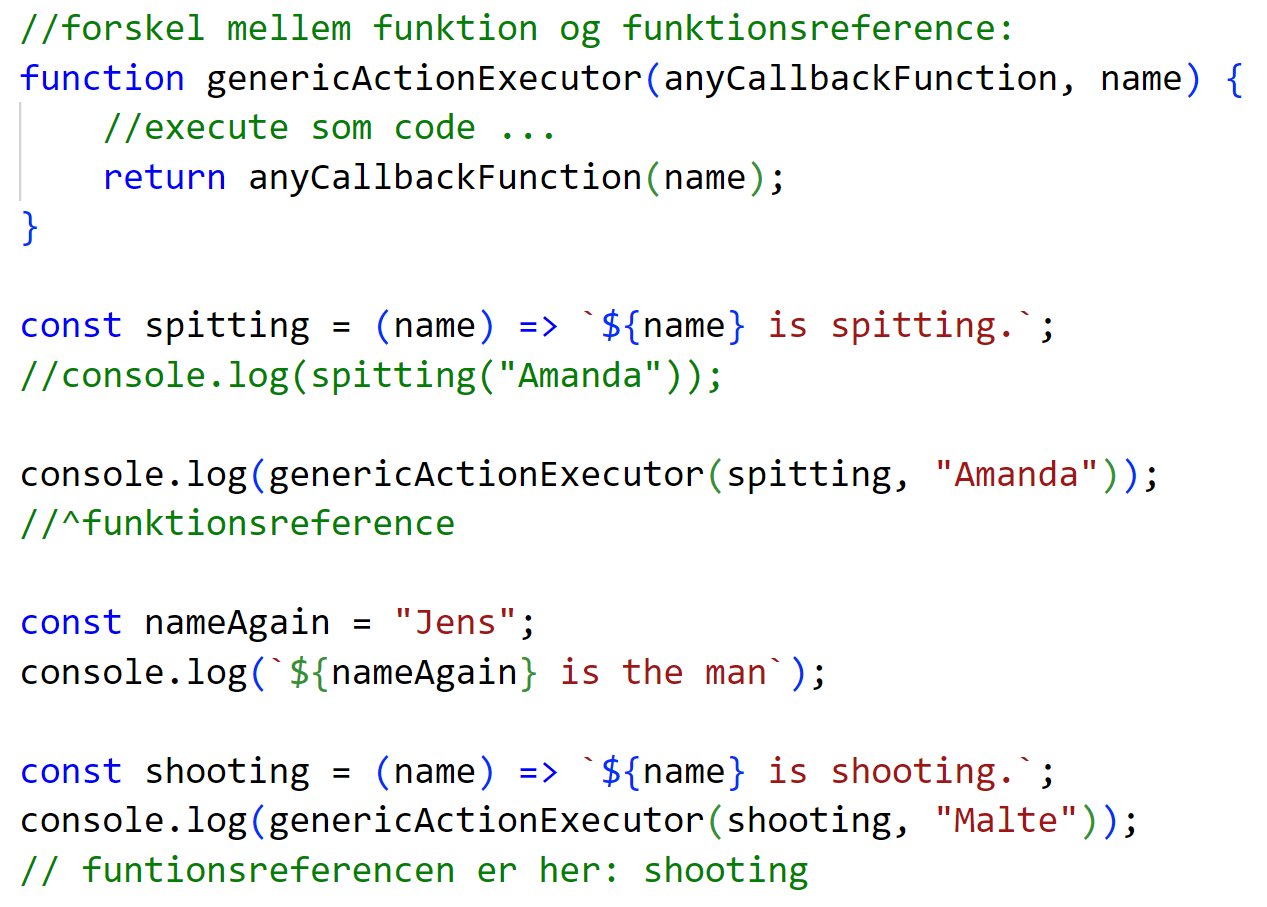 //forskel mellem funktion og funktionsreference:
function genericActionExecutor(anyCallbackFunction, name) {
    //execute som code ...
    return anyCallbackFunction(name);
}

const spitting = (name) => `${name} is spitting.`;
//console.log(spitting("Amanda"));

console.log(genericActionExecutor(spitting, "Amanda"));
//^funktionsreference

const nameAgain = "Jens";
console.log(`${nameAgain} is the man`);

const shooting = (name) => `${name} is shooting.`;
console.log(genericActionExecutor(shooting, "Malte"));
// funtionsreferencen er her: shooting